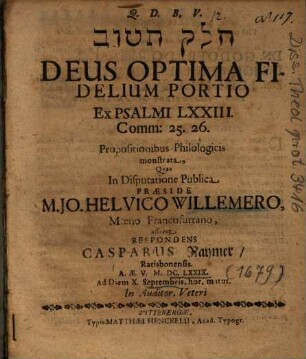 Q. D. B. V.
חלק תשוב
DEUS OPTIMA FI-
DELIUM PORTIO
Ex PSALMI LXXIII.
Comm: 25. 26.
Propositionibus Philologicis
monstrata,
Quas
In Disputatione Publica
PRÆSIDE
M. JO. HELVICO WILLEMERO,
Mœno Francofurtano,
RESPONDENS
CASPARUS Raymer/
Ratisbonensis.
A. Æ. V. M. DC. LXXIX.
(1679)
Ad Diem X. Septembris. hor. matut.
In Auditor. Veteri
WITTEBERGÆ,
Typis MATTHÆI HENCKELII, Acad. Typogr.